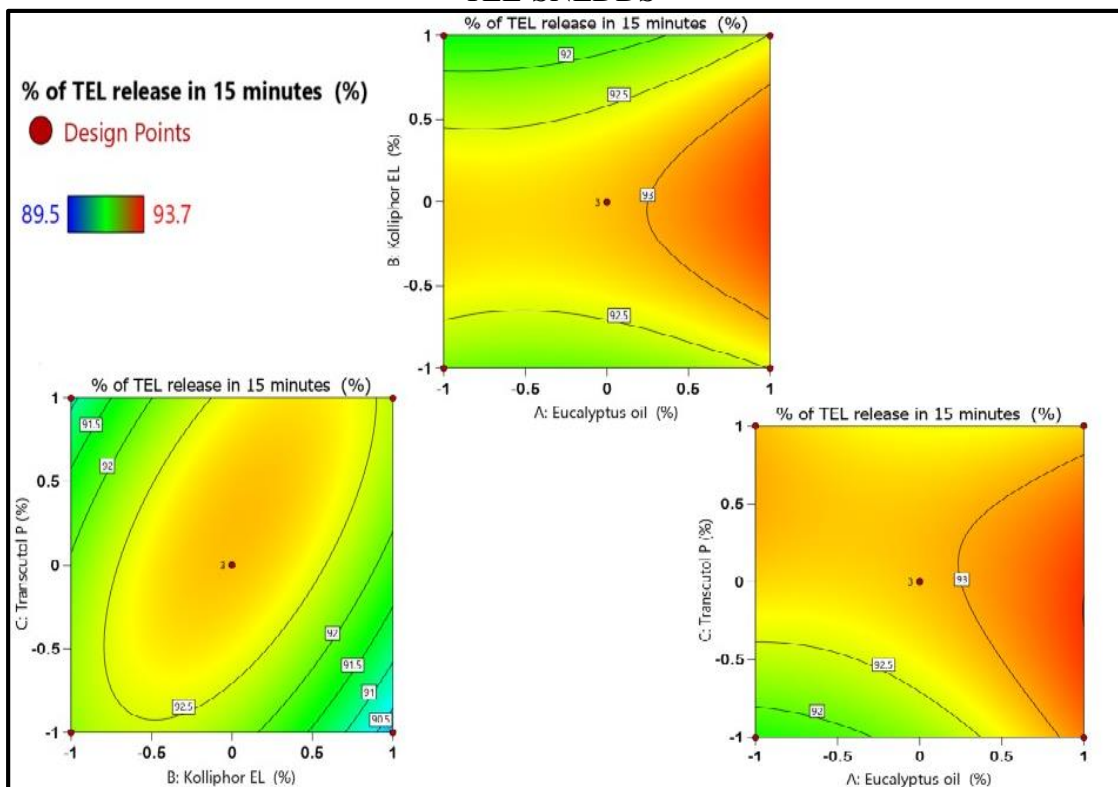 % of TEL release in 15 minutes (%)
Design Points
89.5 93.7
% of TEL release in 15 minutes (%)
B: Kolliphor EL (%)
1
0.5
0
-0.5
-1
92
92.5
93
3
92.5
-1 -0.5 0 0.5 1
A: Eucalyptus oil (%)
% of TEL release in 15 minutes (%)
C: Transcutol P (%)
1
0.5
0
-0.5
-1
91.5
92
3
92
91.5
91
90.5
92.5
-1 -0.5 0 0.5 1
B: Kolliphor EL (%)
% of TEL release in 15 minutes (%)
C: Transcutol P (%)
1
0.5
0
-0.5
-1
93
3
92.5
92
-1 -0.5 0 0.5 1
A: Eucalyptus oil (%)